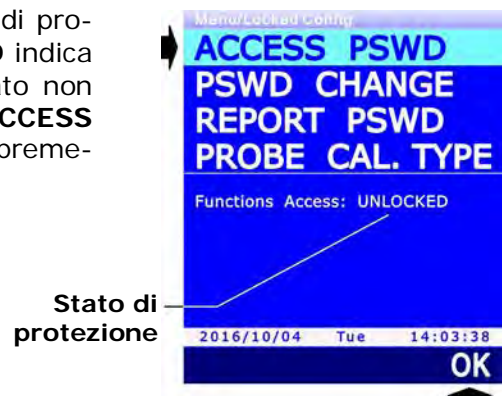 di pro-
indica
to non
CCESS
preme-
Menu/Locked Config
ACCESS PSWD
PSWD CHANGE
REPORT PSWD
PROBE CAL. TYPE
Functions Access: UNLOCKED
Stato di
protezione
2016/10/04 Tue 14:03:38
OK